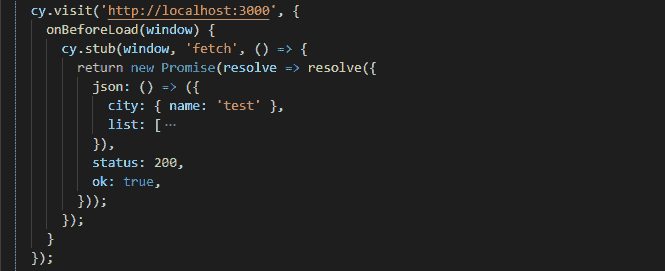 cy.visit('http://localhost:3000', {
  onBeforeLoad(window) {
    cy.stub(window, 'fetch', () => {
      return new Promise(resolve => resolve({
        json: () => ({
          city: { name: 'test' },
          list: [ ···
        }),
        status: 200,
        ok: true,
      }));
    });
  }
});